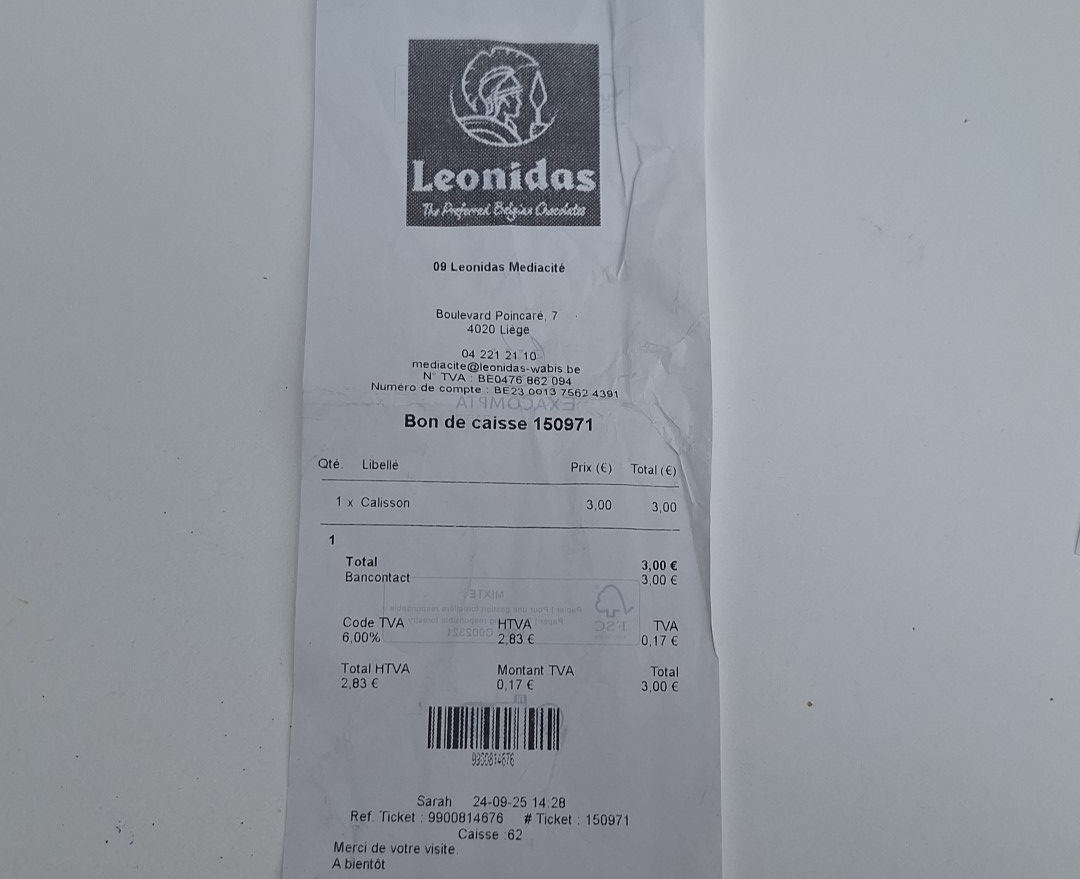 Leonidas
The Preferred Belgian Chocolates
09 Leonidas Mediacité
Boulevard Poincaré, 7
4020 Liège
04 221 21 10
mediacite@leonidas-wabis.be
N° TVA : BE0476 862 094
Numéro de compte : BE23 0013 7562 4391
EXACOMPTA
Bon de caisse 150971
Qté. Libellé Prix (€) Total (€)
1 x Calisson 3,00 3,00
1
Total 3,00 €
Bancontact 3,00 €
MIXTE
FSC
C002321
Code TVA HTVA TVA
6,00% 2,83 € 0,17 €
Total HTVA Montant TVA Total
2,83 € 0,17 € 3,00 €
9900814676
Sarah 24-09-25 14:28
Ref. Ticket : 9900814676 # Ticket : 150971
Caisse :62
Merci de votre visite.
A bientôt